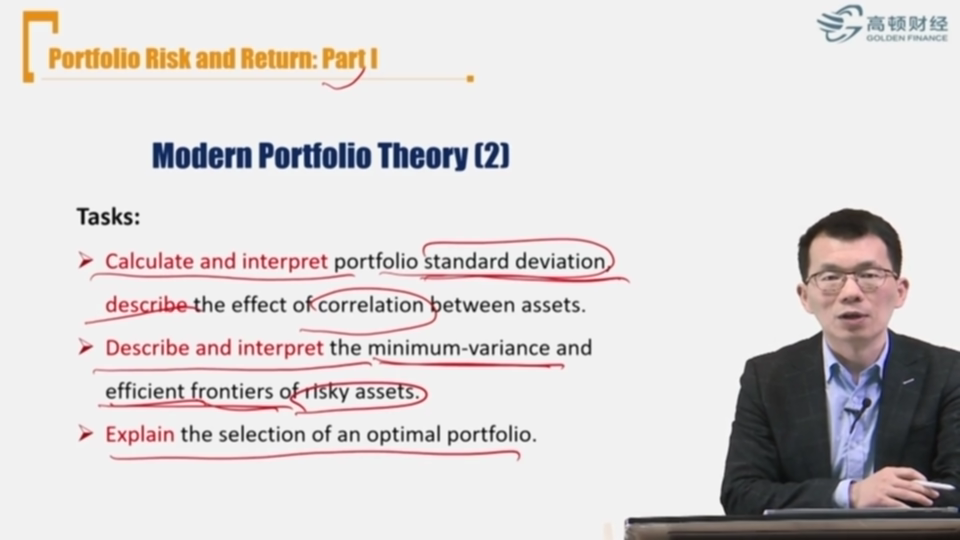 Portfolio Risk and Return: Part I
高顿财经
GOLDEN FINANCE
Modern Portfolio Theory (2)
Tasks:
➢ Calculate and interpret portfolio standard deviation,
describe the effect of correlation between assets.
➢ Describe and interpret the minimum-variance and
efficient frontiers of risky assets.
➢ Explain the selection of an optimal portfolio.